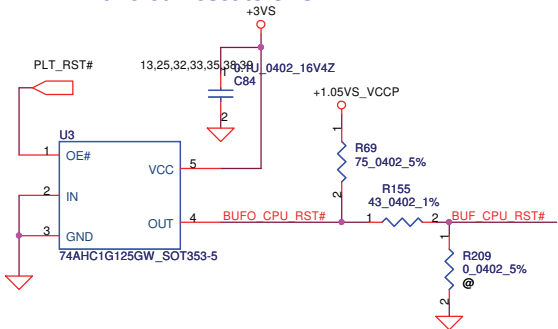 +3VS
PLT_RST#
13,25,32,33,35,38,39
1
0.1U_0402_16V4Z
C84
2
+1.05VS_VCCP
U3
1
OE#
VCC
5
2
IN
3
GND
OUT
4
74AHC1G125GW_SOT353-5
BUFO_CPU_RST#
1
R69
75_0402_5%
2
R155
43_0402_1%
1
2
BUF_CPU_RST#
1
R209
0_0402_5%
@
2